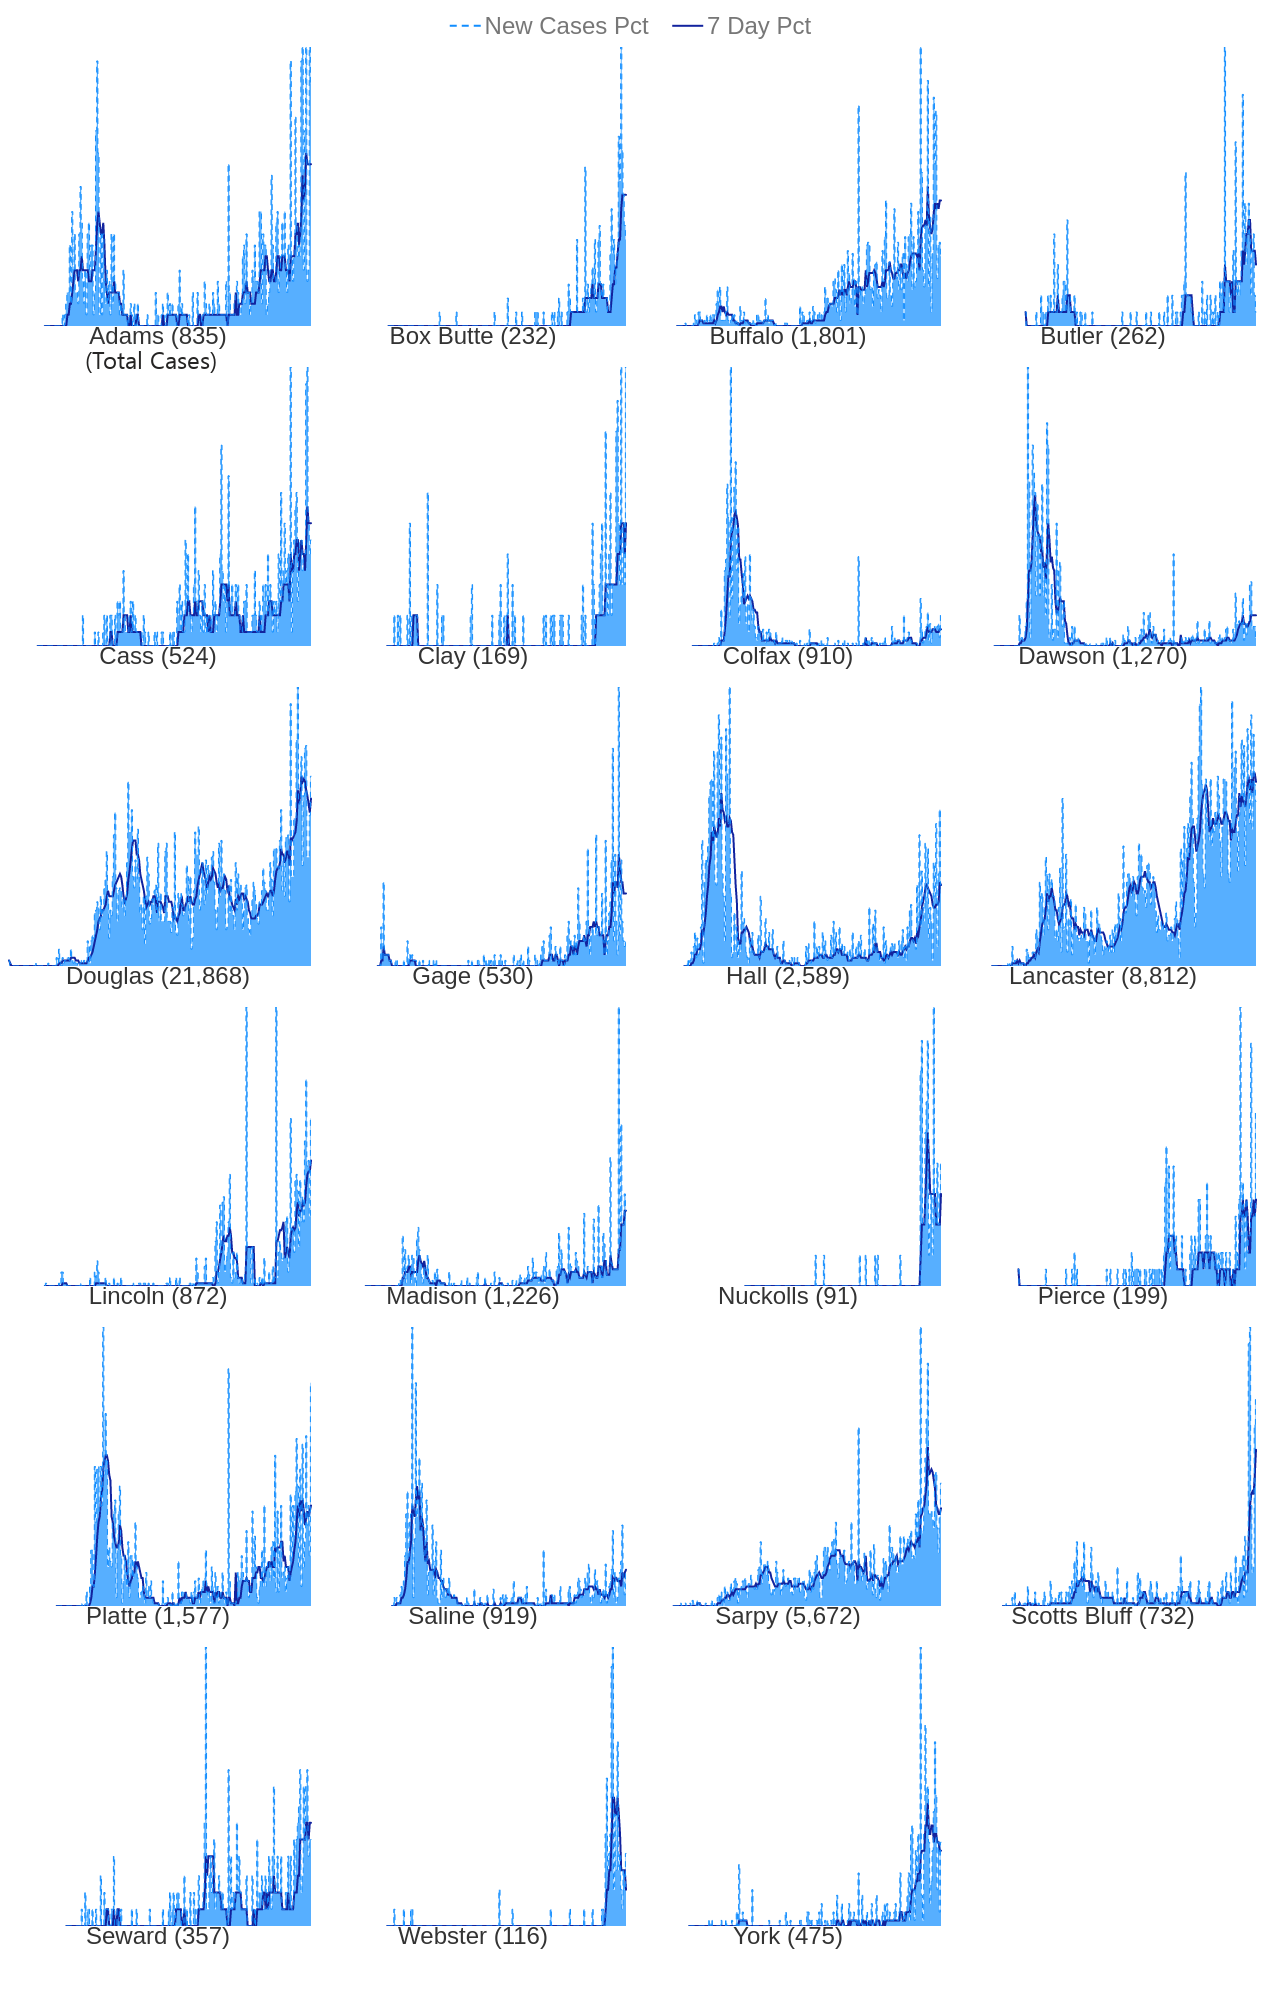 New Cases Pct 7 Day Pct
Adams (835) Box Butte (232) Buffalo (1,801) Butler (262)
(Total Cases)
Cass (524) Clay (169) Colfax (910) Dawson (1,270)
Douglas (21,868) Gage (530) Hall (2,589) Lancaster (8,812)
Lincoln (872) Madison (1,226) Nuckolls (91) Pierce (199)
Platte (1,577) Saline (919) Sarpy (5,672) Scotts Bluff (732)
Seward (357) Webster (116) York (475)